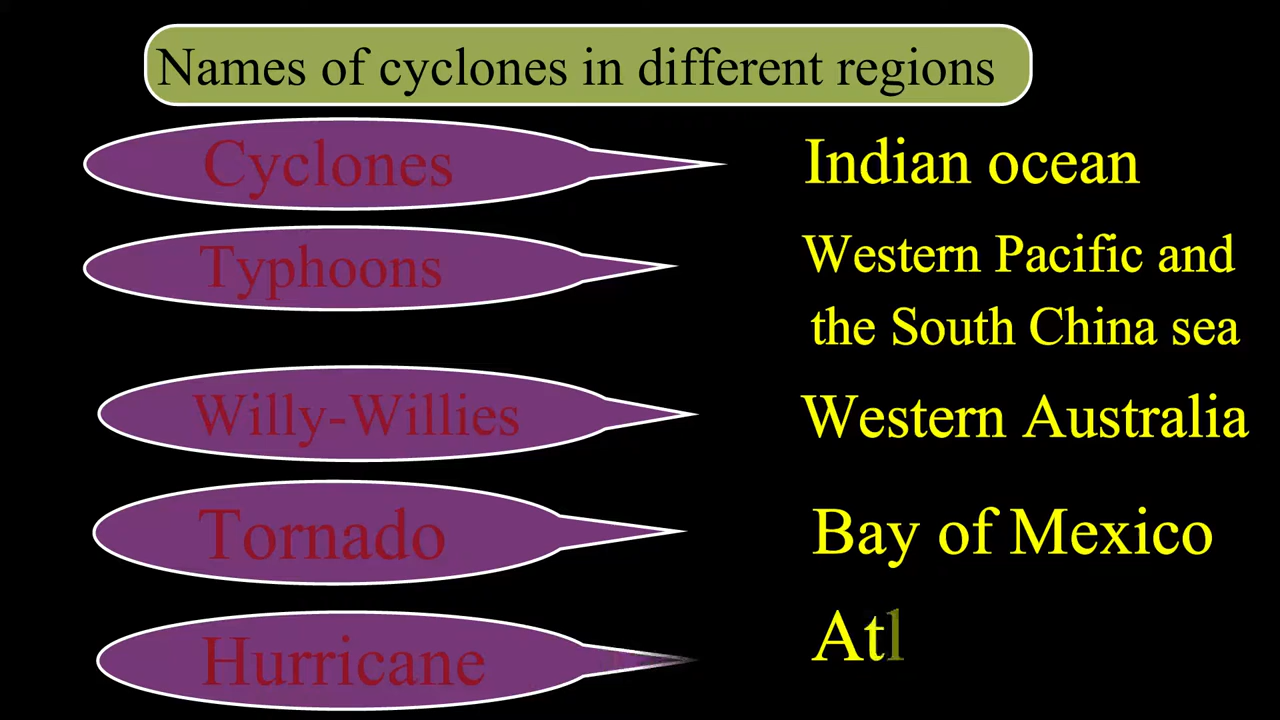 Names of cyclones in different regions
Cyclones Indian ocean
Typhoons Western Pacific and
the South China sea
Willy-Willies Western Australia
Tornado Bay of Mexico
Hurricane Atl